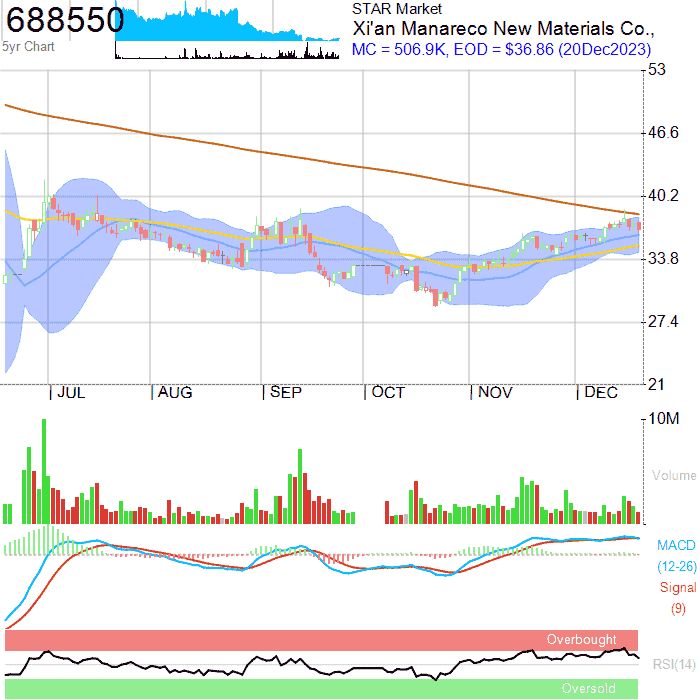 688550
5yr Chart
STAR Market
Xi'an Manareco New Materials Co.,
MC = 506.9K, EOD = $36.86 (20Dec2023)
53
46.6
40.2
33.8
27.4
21
JUL
AUG
SEP
OCT
NOV
DEC
10M
Volume
MACD
(12-26)
Signal
(9)
Overbought
RSI(14)
Oversold